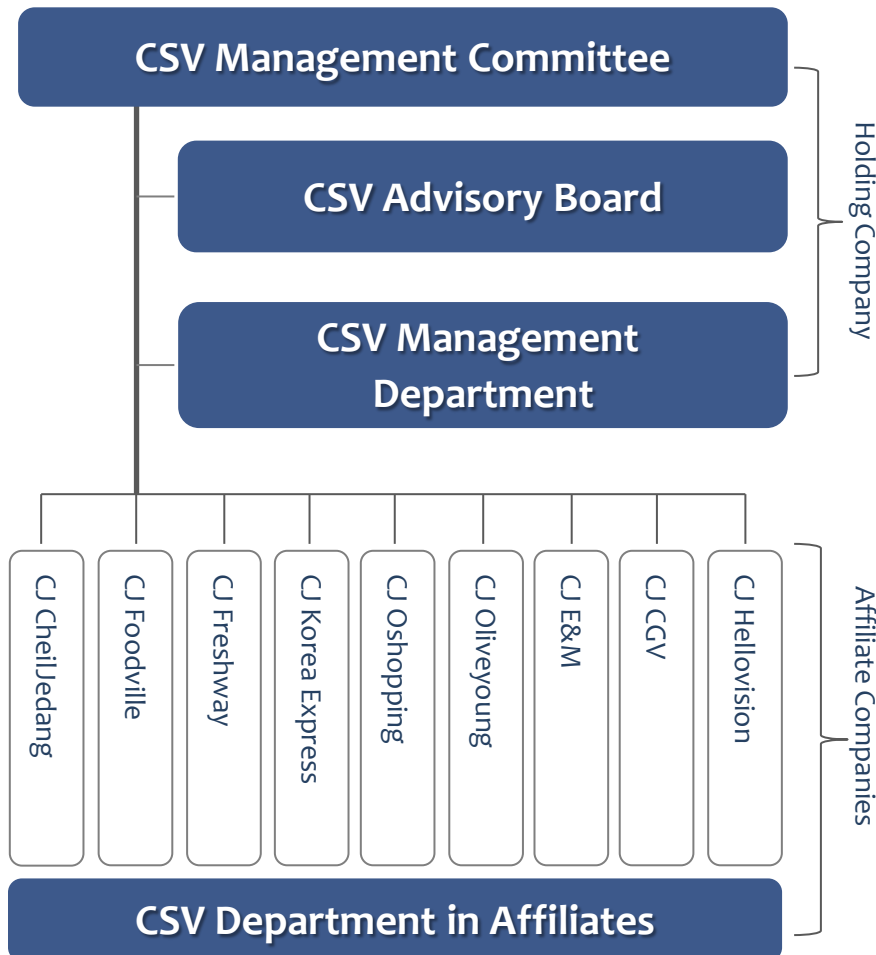 CSV Management Committee
CSV Advisory Board
CSV Management
Department
Holding Company
CJ CheilJedang
CJ Foodville
CJ Freshway
CJ Korea Express
CJ Oshopping
CJ Oliveyoung
CJ E&M
CJ CGV
CJ Hellovision
Affiliate Companies
CSV Department in Affiliates